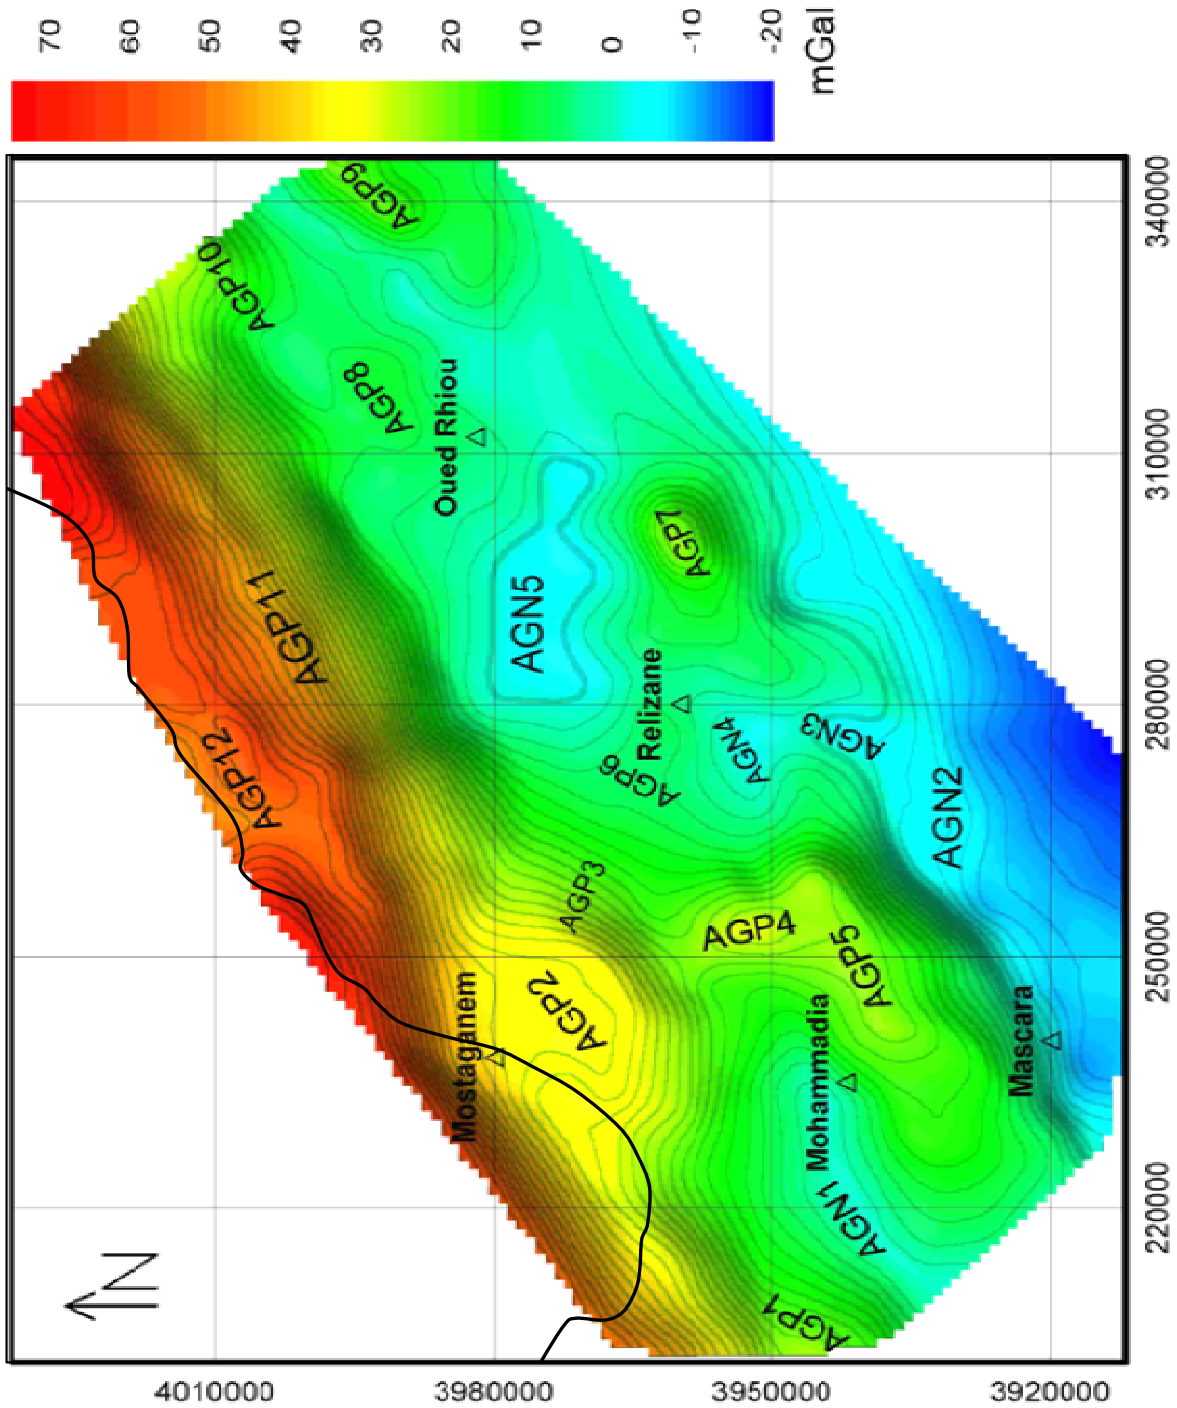 70
60
50
40
30
20
10
0
-10
-20
mGal
N
AGP9
AGP10
AGP8
Oued Rhiou
AGP11
AGP12
AGN5
AGP7
Relizane
AGP6
AGN4
AGN3
AGN2
AGP3
AGP4
AGP5
AGP2
Mostaganem
Mohammadia
Mascara
AGN1
AGP1
340000
310000
280000
250000
220000
4010000
3980000
3950000
3920000